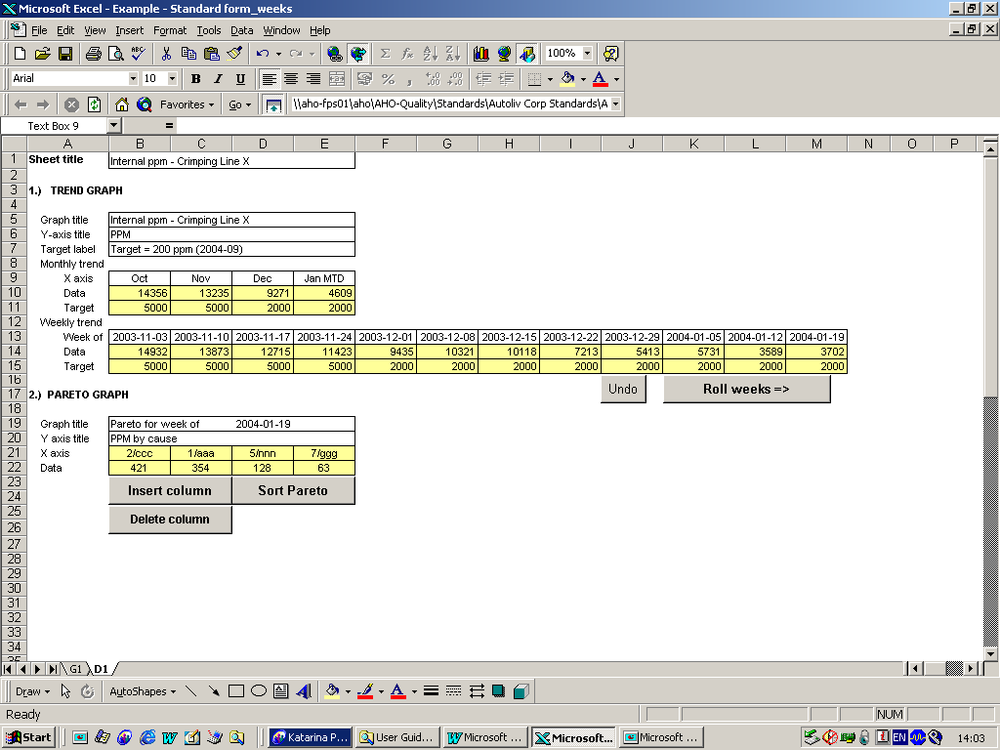 Microsoft Excel - Example - Standard form_weeks
File Edit View Insert Format Tools Data Window Help
100%
Arial 10 B I U
Favorites Go \\aho-fps01\aho\AHO-Quality\Standards\Autoliv Corp Standards\A
Text Box 9 =
A B C D E F G H I J K L M N O P
1 Sheet title Internal ppm - Crimping Line X
2
3 1.) TREND GRAPH
4
5 Graph title Internal ppm - Crimping Line X
6 Y-axis title PPM
7 Target label Target = 200 ppm (2004-09)
8 Monthly trend
9 X axis Oct Nov Dec Jan MTD
10 Data 14356 13235 9271 4609
11 Target 5000 5000 2000 2000
12 Weekly trend
13 Week of 2003-11-03 2003-11-10 2003-11-17 2003-11-24 2003-12-01 2003-12-08 2003-12-15 2003-12-22 2003-12-29 2004-01-05 2004-01-12 2004-01-19
14 Data 14932 13873 12715 11423 9435 10321 10118 7213 5413 5731 3589 3702
15 Target 5000 5000 5000 5000 2000 2000 2000 2000 2000 2000 2000 2000
16
Undo Roll weeks =>
17 2.) PARETO GRAPH
18
19 Graph title Pareto for week of 2004-01-19
20 Y axis title PPM by cause
21 X axis 2/ccc 1/aaa 5/nnn 7/ggg
22 Data 421 354 128 63
23
Insert column Sort Pareto
24
25
Delete column
26
27
28
29
30
31
32
33
34
35
G1 D1
Draw AutoShapes
Ready NUM
Start Katarina P... User Guid... Microsoft ... Microsoft... Microsoft ... EN 14:03